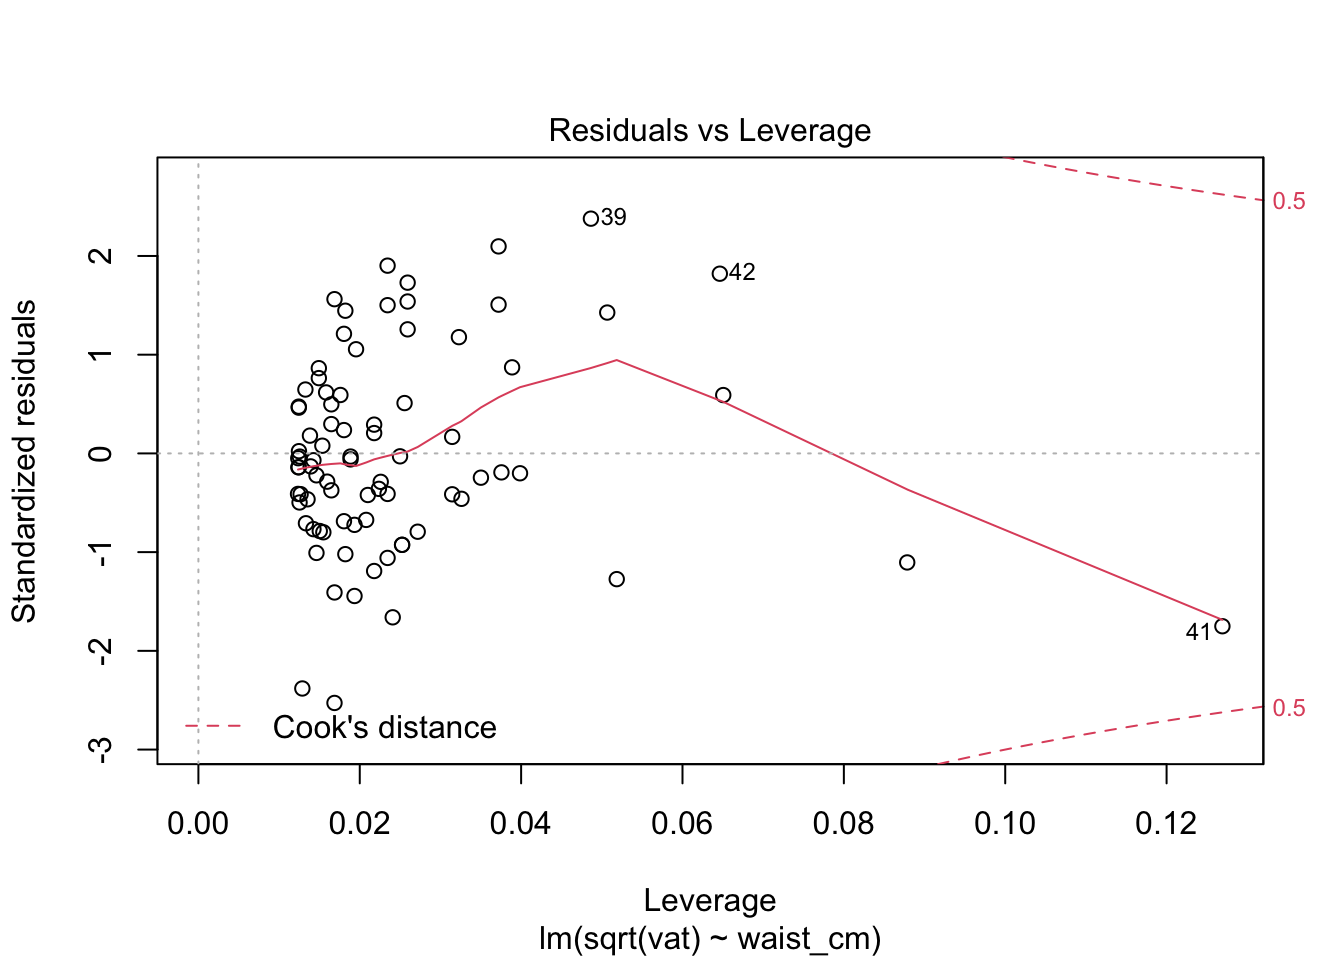 Residuals vs Leverage
Standardized residuals
2
1
0
-1
-2
-3
39
42
41
0.5
0.5
Cook's distance
0.00 0.02 0.04 0.06 0.08 0.10 0.12
Leverage
lm(sqrt(vat) ~ waist_cm)